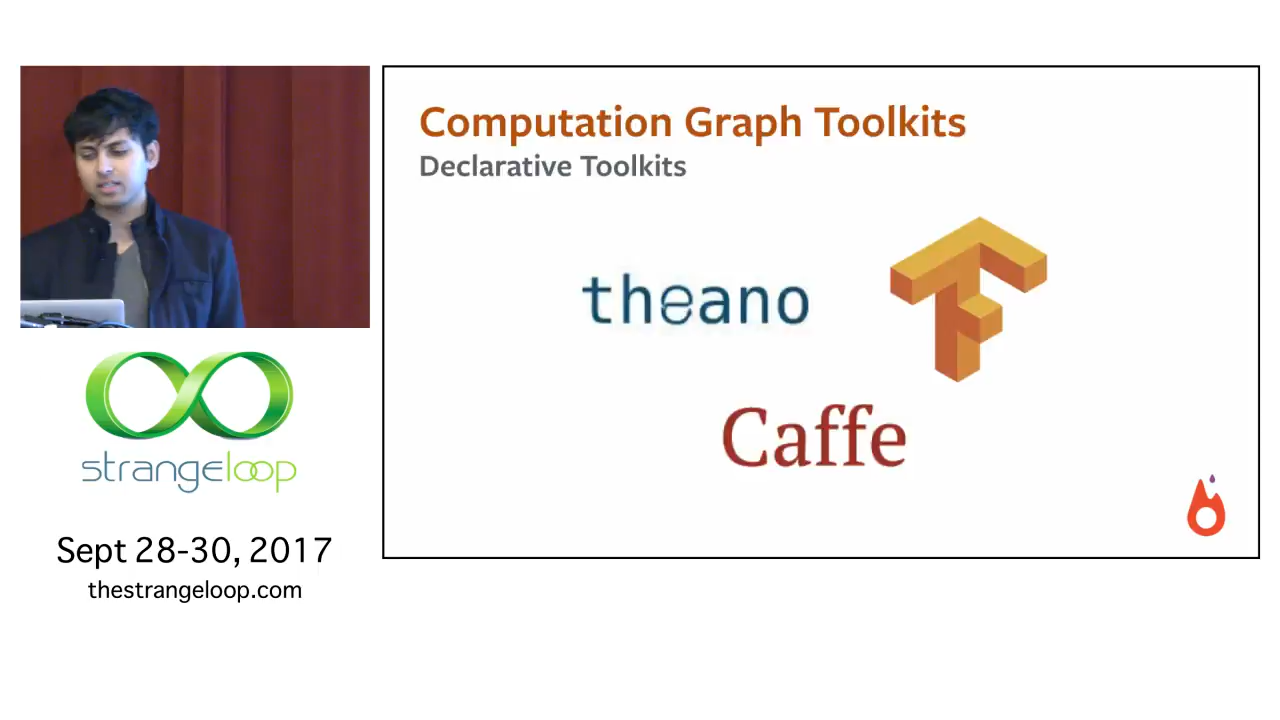 Computation Graph Toolkits
Declarative Toolkits
theano
Caffe
strangeloop
Sept 28-30, 2017
thestrangeloop.com